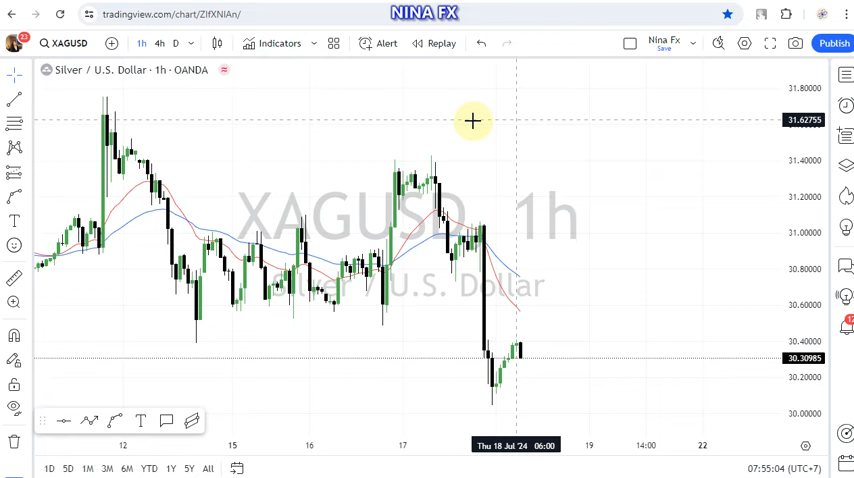 NINA FX
tradingview.com/chart/ZIfXNIAn/
23
XAGUSD
1h 4h D
Indicators
Alert
Replay
Nina Fx
Save
Publish
Silver / U.S. Dollar · 1h · OANDA
XAGUSD, 1h
Silver / U.S. Dollar
31.80000
31.62755
31.40000
31.20000
31.00000
30.80000
30.60000
30.40000
30.30985
30.20000
30.00000
12
12 15 16 17 Thu 18 Jul '24 06:00 19 14:00 22
1D 5D 1M 3M 6M YTD 1Y 5Y All
07:55:04 (UTC+7)